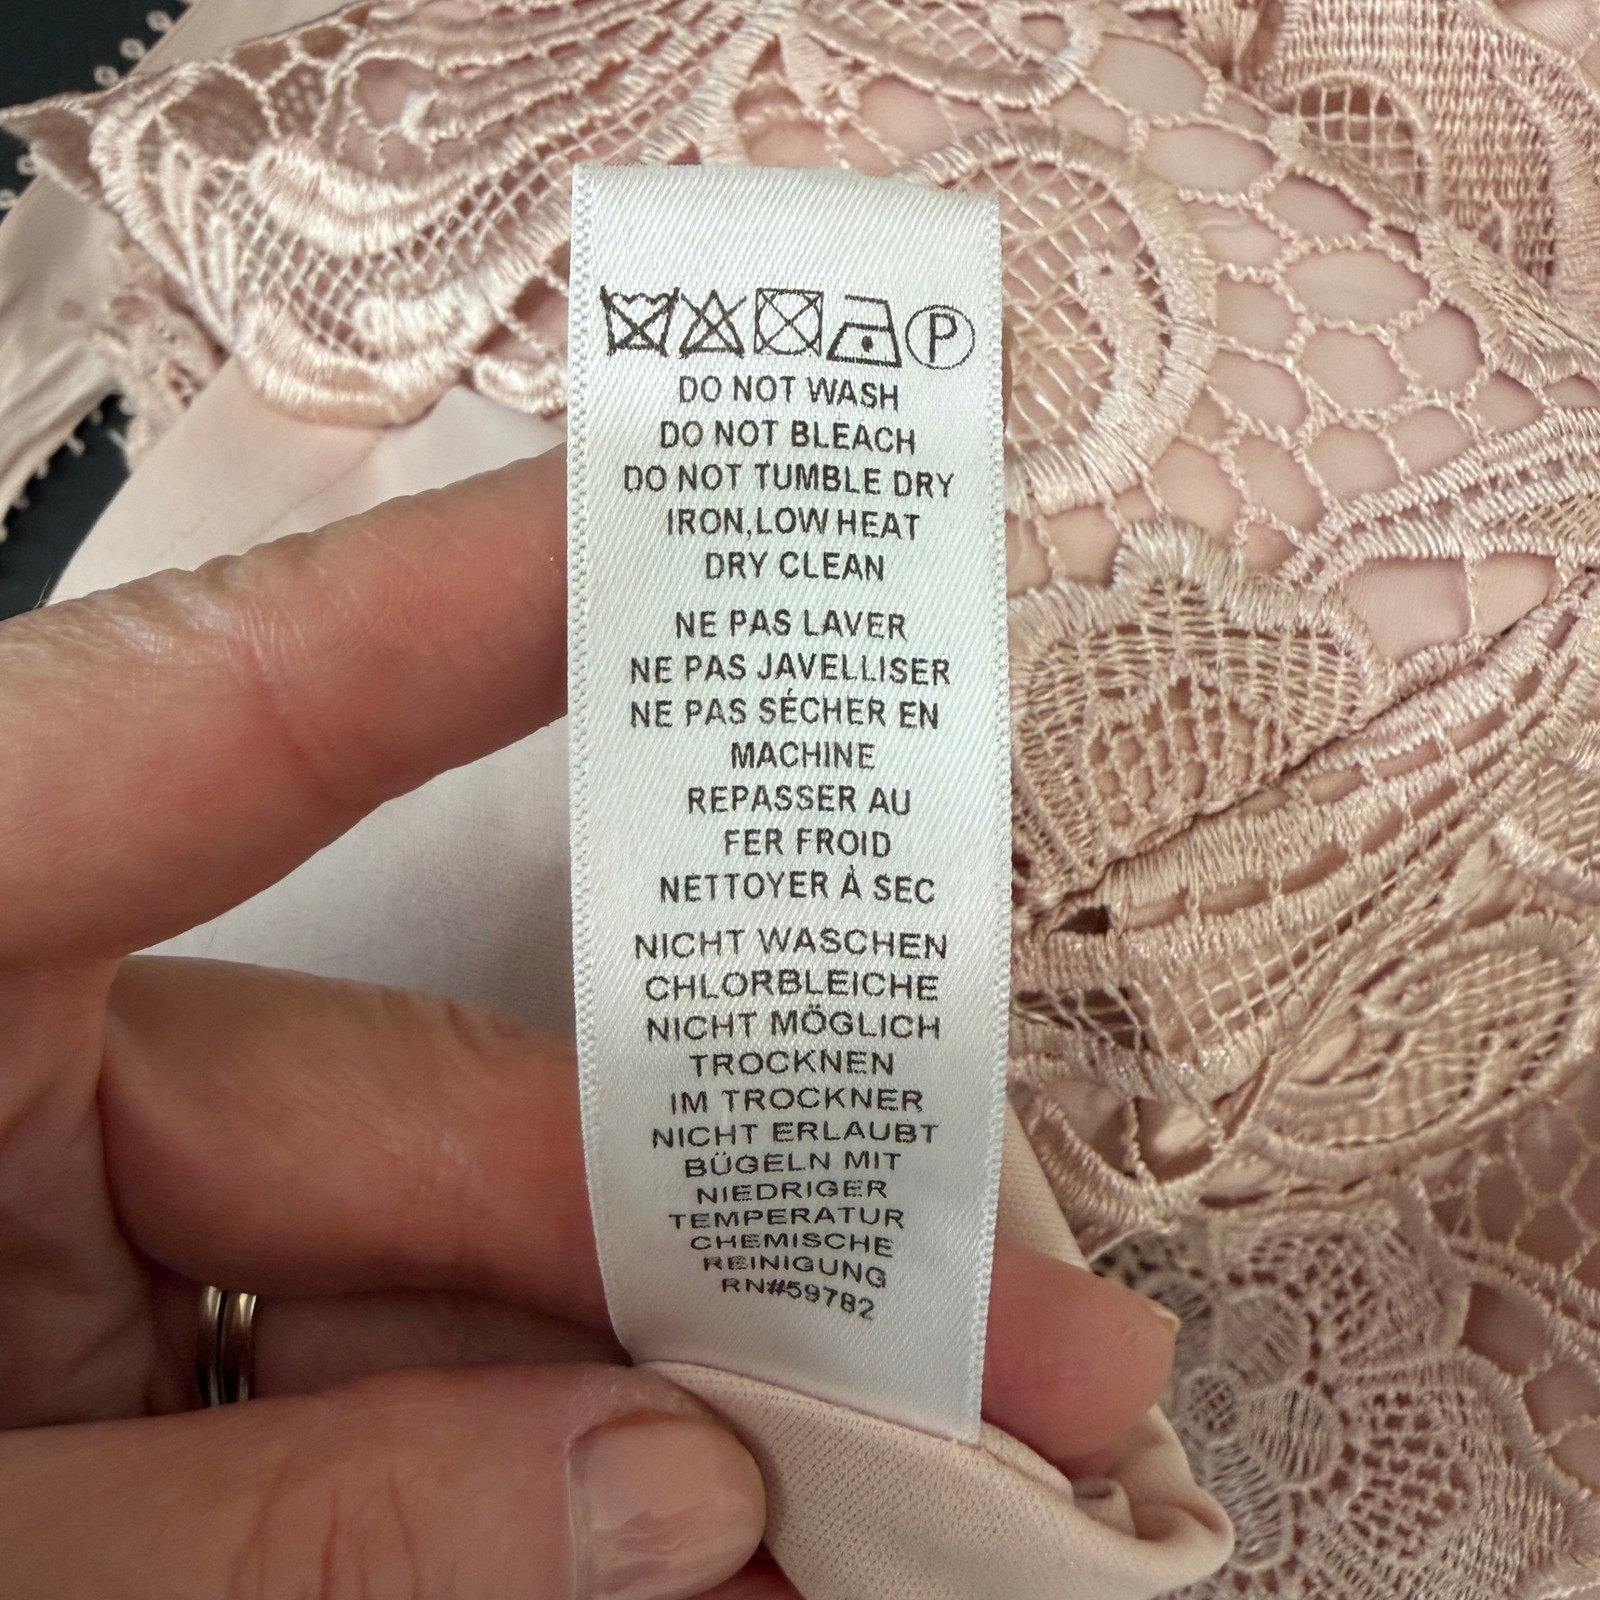 P
DO NOT WASH
DO NOT BLEACH
DO NOT TUMBLE DRY
IRON,LOW HEAT
DRY CLEAN
NE PAS LAVER
NE PAS JAVELLISER
NE PAS SÉCHER EN
MACHINE
REPASSER AU
FER FROID
NETTOYER À SEC
NICHT WASCHEN
CHLORBLEICHE
NICHT MÖGLICH
TROCKNEN
IM TROCKNER
NICHT ERLAUBT
BÜGELN MIT
NIEDRIGER
TEMPERATUR
CHEMISCHE
REINIGUNG
RN#59782